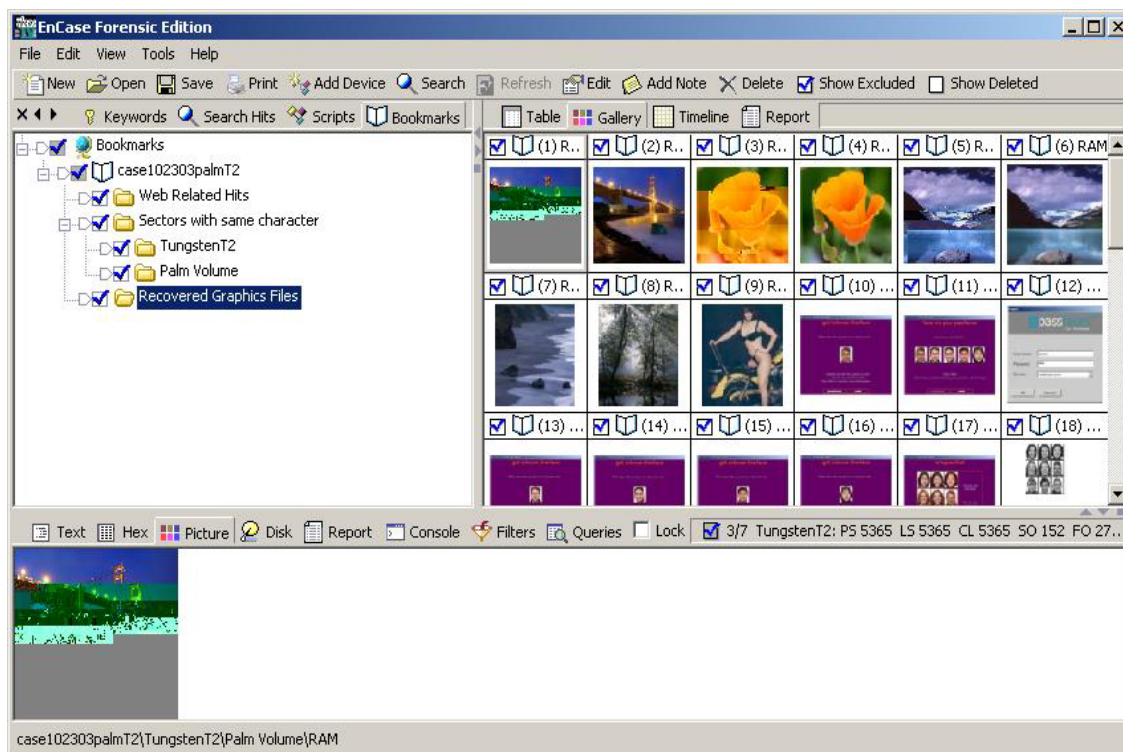 EnCase Forensic Edition
File Edit View Tools Help
New Open Save Print Add Device Search Refresh Edit Add Note Delete Show Excluded Show Deleted
Keywords Search Hits Scripts Bookmarks
Table Gallery Timeline Report
Bookmarks
case102303palmT2
Web Related Hits
Sectors with same character
TungstenT2
Palm Volume
Recovered Graphics Files
(1) R.. (2) R.. (3) R.. (4) R.. (5) R.. (6) RAM
(7) R.. (8) R.. (9) R.. (10) ... (11) ... (12) ...
(13) ... (14) ... (15) ... (16) ... (17) ... (18) ...
Text Hex Picture Disk Report Console Filters Queries Lock 3/7 TungstenT2: PS 5365 LS 5365 CL 5365 SO 152 FO 27..
case102303palmT2\TungstenT2\Palm Volume\RAM